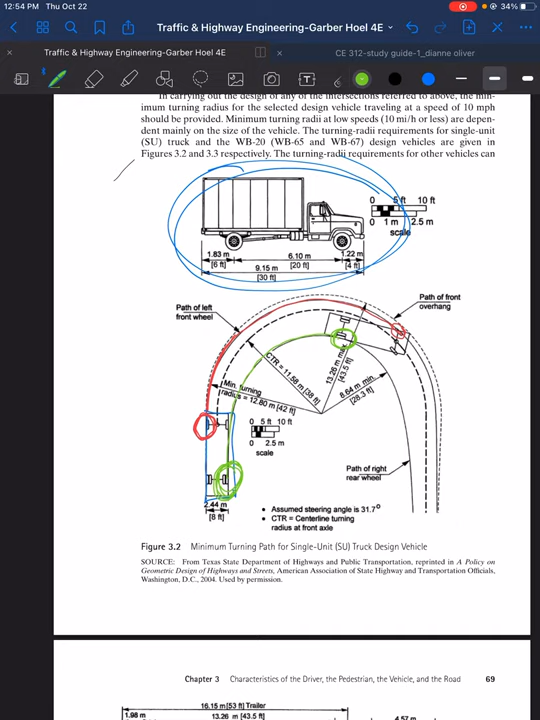 12:54 PM Thu Oct 22
34%
Traffic & Highway Engineering-Garber Hoel 4E
Traffic & Highway Engineering-Garber Hoel 4E
CE 312-study guide-1_dianne oliver
In carrying out the design of any of the intersections referred to above, the min-
imum turning radius for the selected design vehicle traveling at a speed of 10 mph
should be provided. Minimum turning radii at low speeds (10 mi/h or less) are depen-
dent mainly on the size of the vehicle. The turning-radii requirements for single-unit
(SU) truck and the WB-20 (WB-65 and WB-67) design vehicles are given in
Figures 3.2 and 3.3 respectively. The turning-radii requirements for other vehicles can
0 5 ft 10 ft
0 1 m 2.5 m
scale
1.83 m 6.10 m 1.22 m
[6 ft] [20 ft] [4 ft]
9.15 m
[30 ft]
Path of left
front wheel
Path of front
overhang
CTR = 11.58 m [38 ft]
13.26 m max.
[43.5 ft]
Min. turning
radius = 12.80 m [42 ft]
8.64 m min.
[28.3 ft]
0 5 ft 10 ft
0 2.5 m
scale
Path of right
rear wheel
2.44 m
[8 ft]
• Assumed steering angle is 31.7°
• CTR = Centerline turning
radius at front axle
Figure 3.2 Minimum Turning Path for Single-Unit (SU) Truck Design Vehicle
SOURCE: From Texas State Department of Highways and Public Transportation, reprinted in A Policy on
Geometric Design of Highways and Streets, American Association of State Highway and Transportation Officials,
Washington, D.C., 2004. Used by permission.
Chapter 3 Characteristics of the Driver, the Pedestrian, the Vehicle, and the Road 69
16.15 m [53 ft] Trailer
1.98 m 13.26 m [43.5 ft] 4.57 m